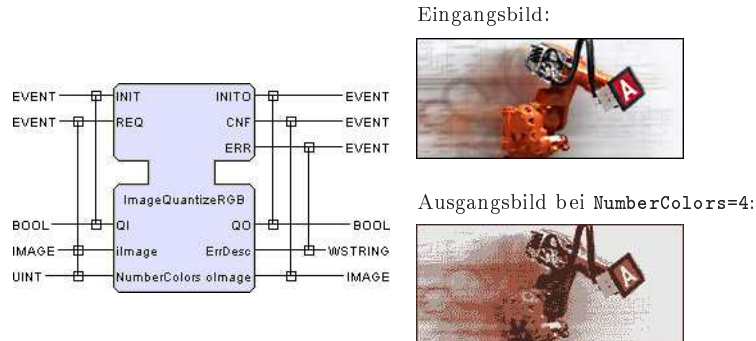 Eingangsbild:
EVENT INIT INITO EVENT
EVENT REQ CNF EVENT
ERR EVENT
A
ImageQuantizeRGB
Ausgangsbild bei NumberColors=4:
BOOL QI QO BOOL
IMAGE iImage ErrDesc WSTRING
UINT NumberColors oImage IMAGE
A